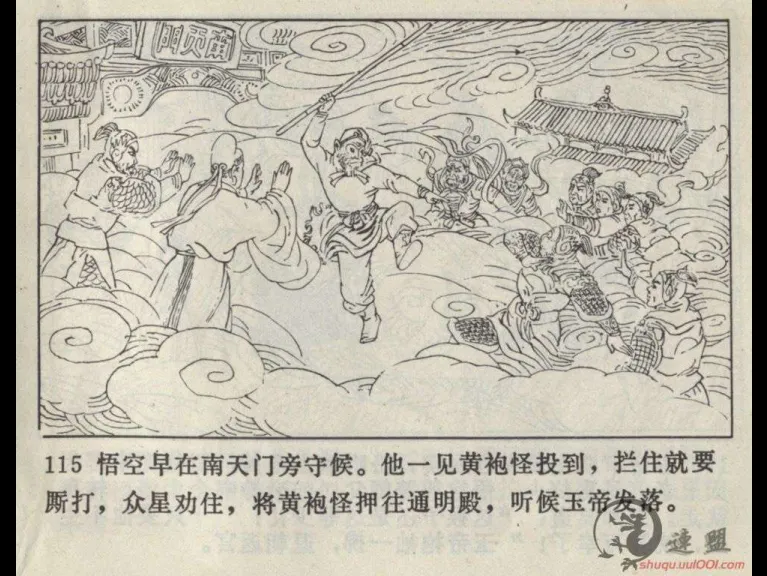 南天门
115 悟空早在南天门旁守候。他一见黄袍怪投到，拦住就要
厮打，众星劝住，将黄袍怪押往通明殿，听候玉帝发落。
連盟
shuqu.uu1001.com